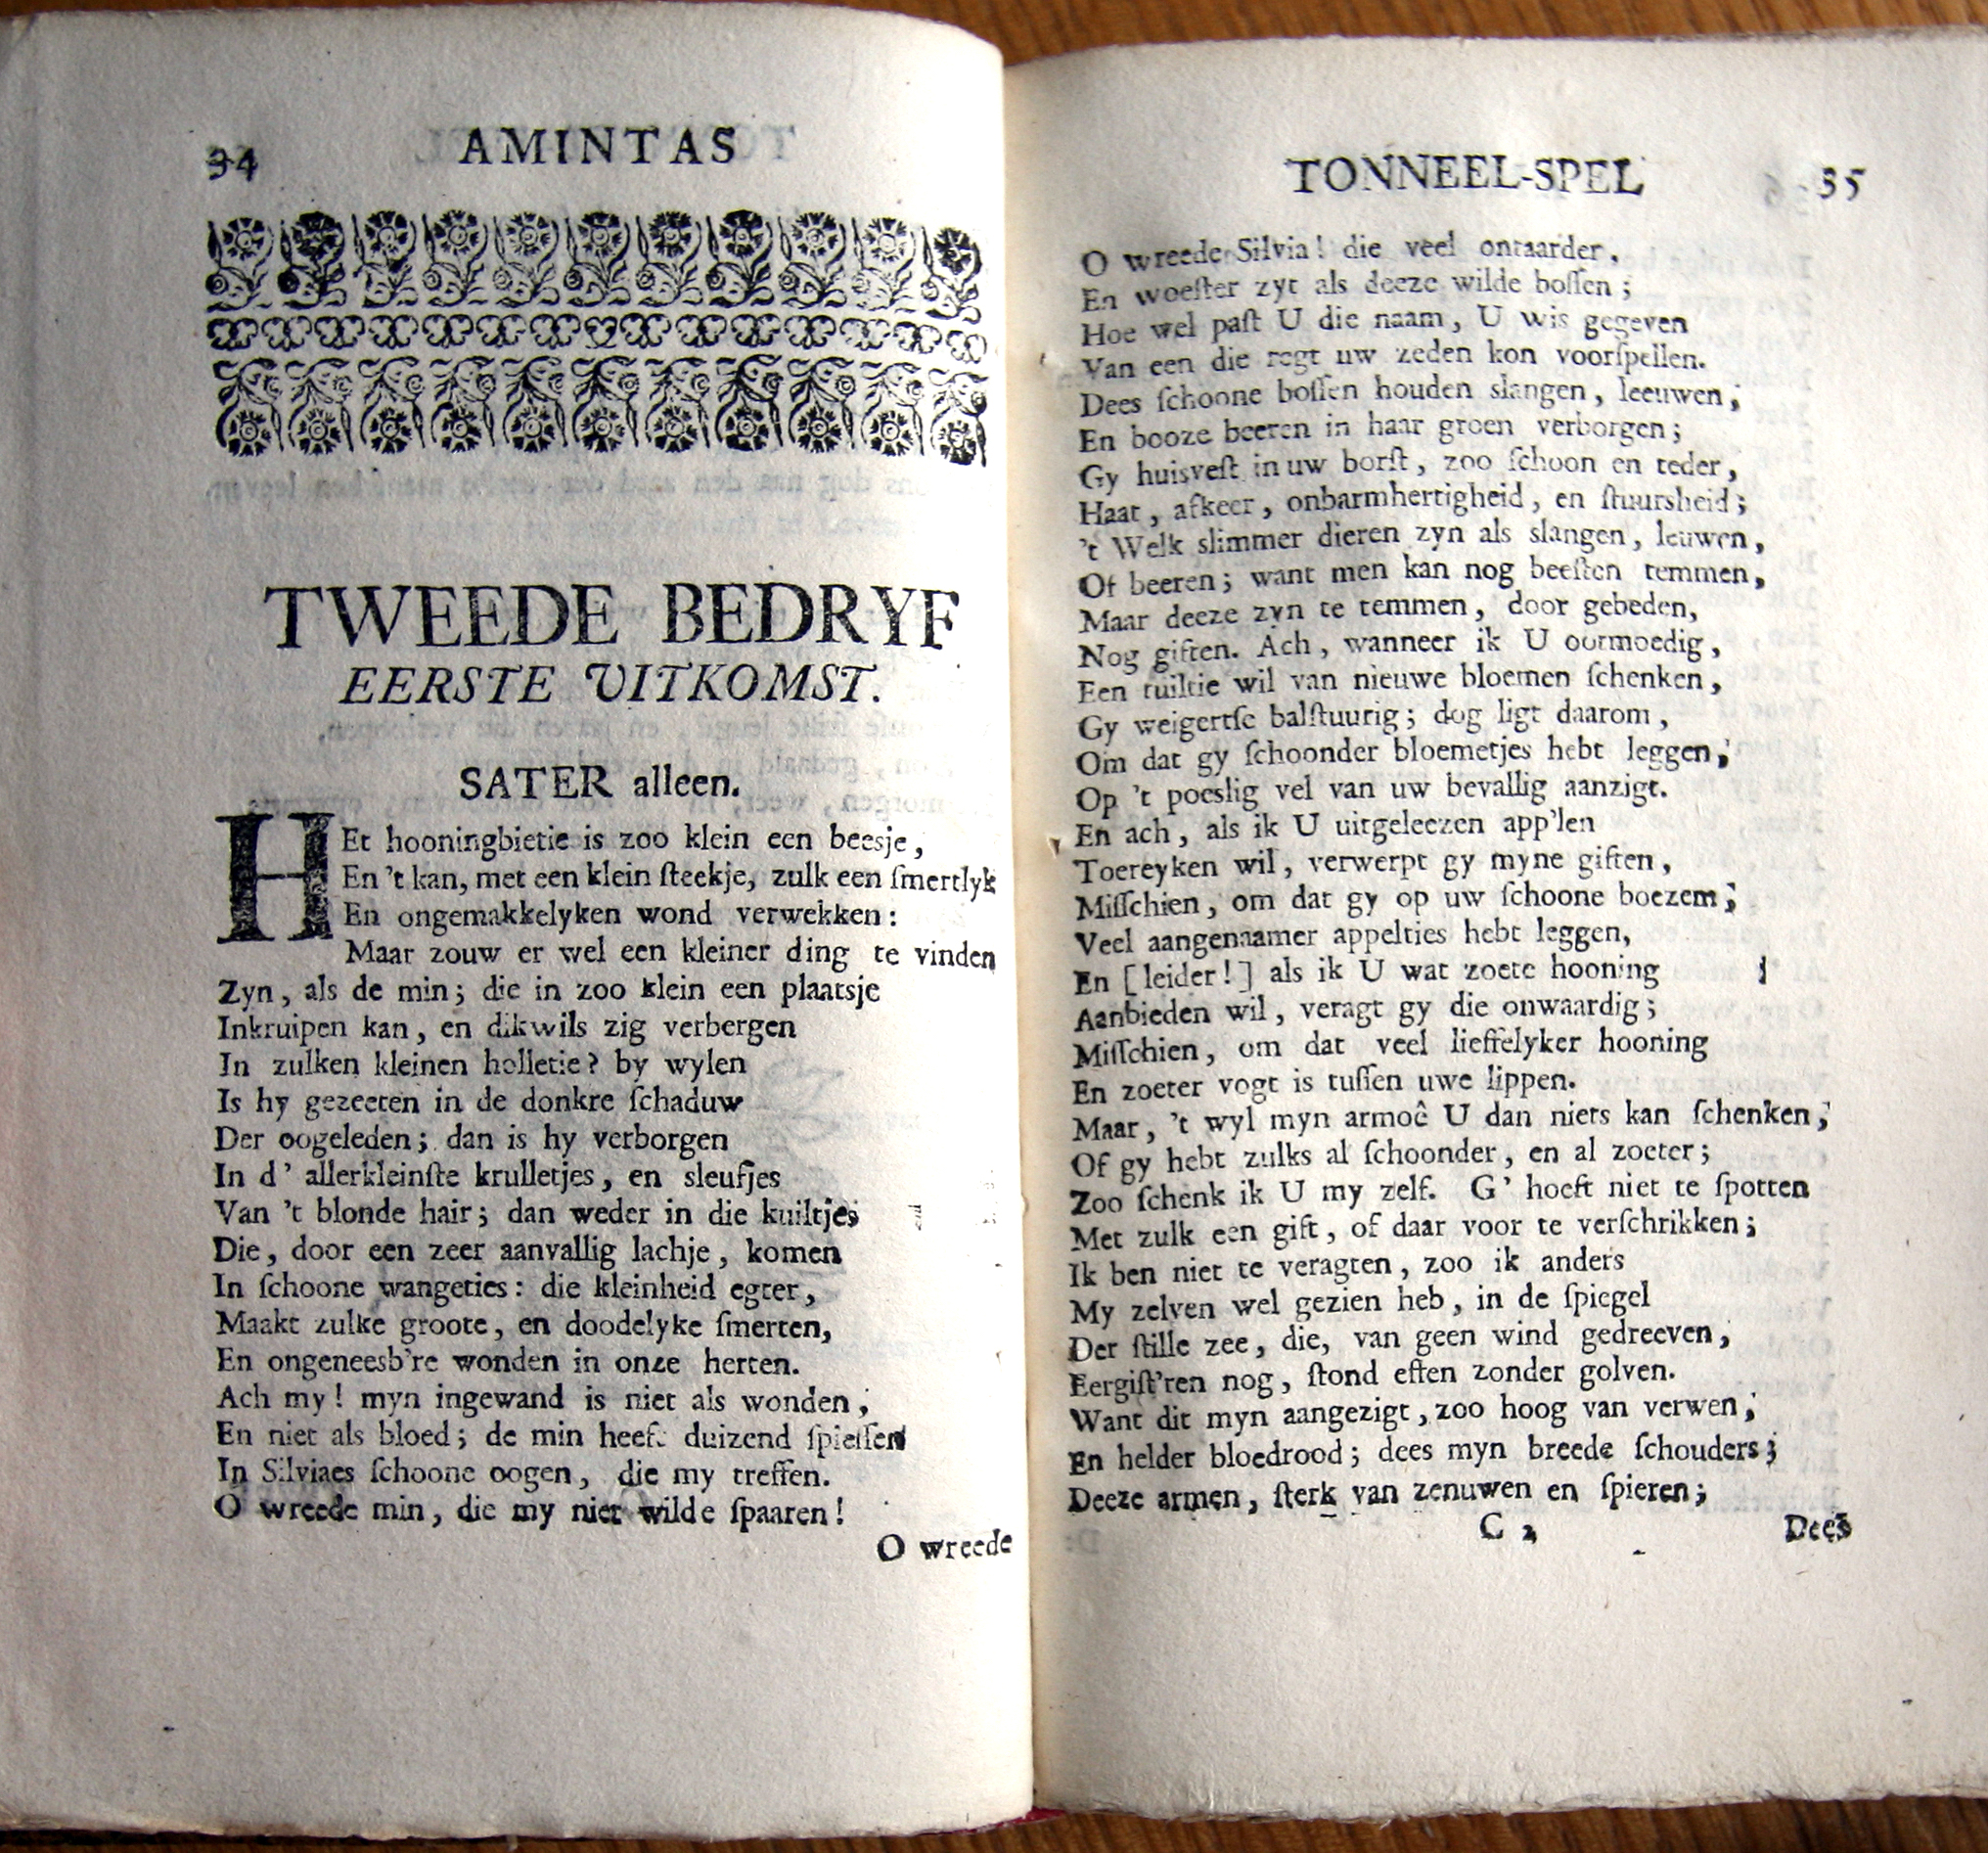 34 AMINTAS
TWEEDE BEDRYF
EERSTE UITKOMST.
SATER alleen.
HEt hooningbietie is zoo klein een beesje,
En 't kan, met een klein ſteekje, zulk een ſmertlyk
En ongemakkelyken wond verwekken:
Maar zouw er wel een kleiner ding te vinden
Zyn, als de min; die in zoo klein een plaatsje
Inkruipen kan, en dikwils zig verbergen
In zulken kleinen holletie? by wylen
Is hy gezeeten in de donkre ſchaduw
Der oogeleden; dan is hy verborgen
In d' allerkleinſte krulletjes, en sleufjes
Van 't blonde hair; dan weder in die kuiltjes
Die, door een zeer aanvallig lachje, komen
In ſchoone wangeties: die kleinheid egter,
Maakt zulke groote, en doodelyke ſmerten,
En ongeneesb're wonden in onze herten.
Ach my! myn ingewand is niet als wonden,
En niet als bloed; de min heeft duizend ſpieſſen
In Silviaes ſchoone oogen, die my treffen.
O wreede min, die my niet wilde ſpaaren!
O wreede
TONNEEL-SPEL 35
O wreede Silvia! die veel ontaarder,
En woeſter zyt als deeze wilde boſſen;
Hoe wel paſt U die naam, U wis gegeven
Van een die regt uw zeden kon voorſpellen.
Dees ſchoone boſſen houden slangen, leeuwen;
En booze beeren in haar groen verborgen;
Gy huisveſt in uw borſt, zoo ſchoon en teder,
Haat, afkeer, onbarmhertigheid, en ſtuursheid;
't Welk slimmer dieren zyn als slangen, leuwen,
Of beeren; want men kan nog beeſten temmen,
Maar deeze zyn te temmen, door gebeden,
Nog giften. Ach, wanneer ik U ootmoedig,
Een tuiltie wil van nieuwe bloemen ſchenken,
Gy weigertſe balſtuurig; dog ligt daarom,
Om dat gy ſchoonder bloemetjes hebt leggen;
Op 't poeslig vel van uw bevallig aanzigt.
En ach, als ik U uitgeleezen app'len
Toereyken wil, verwerpt gy myne giften,
Miſſchien, om dat gy op uw ſchoone boezem;
Veel aangenaamer appelties hebt leggen,
En [leider!] als ik U wat zoete hooning
Aanbieden wil, veragt gy die onwaardig;
Miſſchien, om dat veel lieffelyker hooning
En zoeter vogt is tuſſen uwe lippen.
Maar, 't wyl myn armoê U dan niets kan ſchenken;
Of gy hebt zulks al ſchoonder, en al zoeter;
Zoo ſchenk ik U my zelf. G' hoeft niet te ſpotten
Met zulk een gift, of daar voor te verſchrikken;
Ik ben niet te veragten, zoo ik anders
My zelven wel gezien heb, in de ſpiegel
Der ſtille zee, die, van geen wind gedreeven,
Eergiſt'ren nog, ſtond effen zonder golven.
Want dit myn aangezigt, zoo hoog van verwen;
En helder bloedrood; dees myn breede ſchouders;
Deeze armen, ſterk van zenuwen en ſpieren;
C 2 Dees